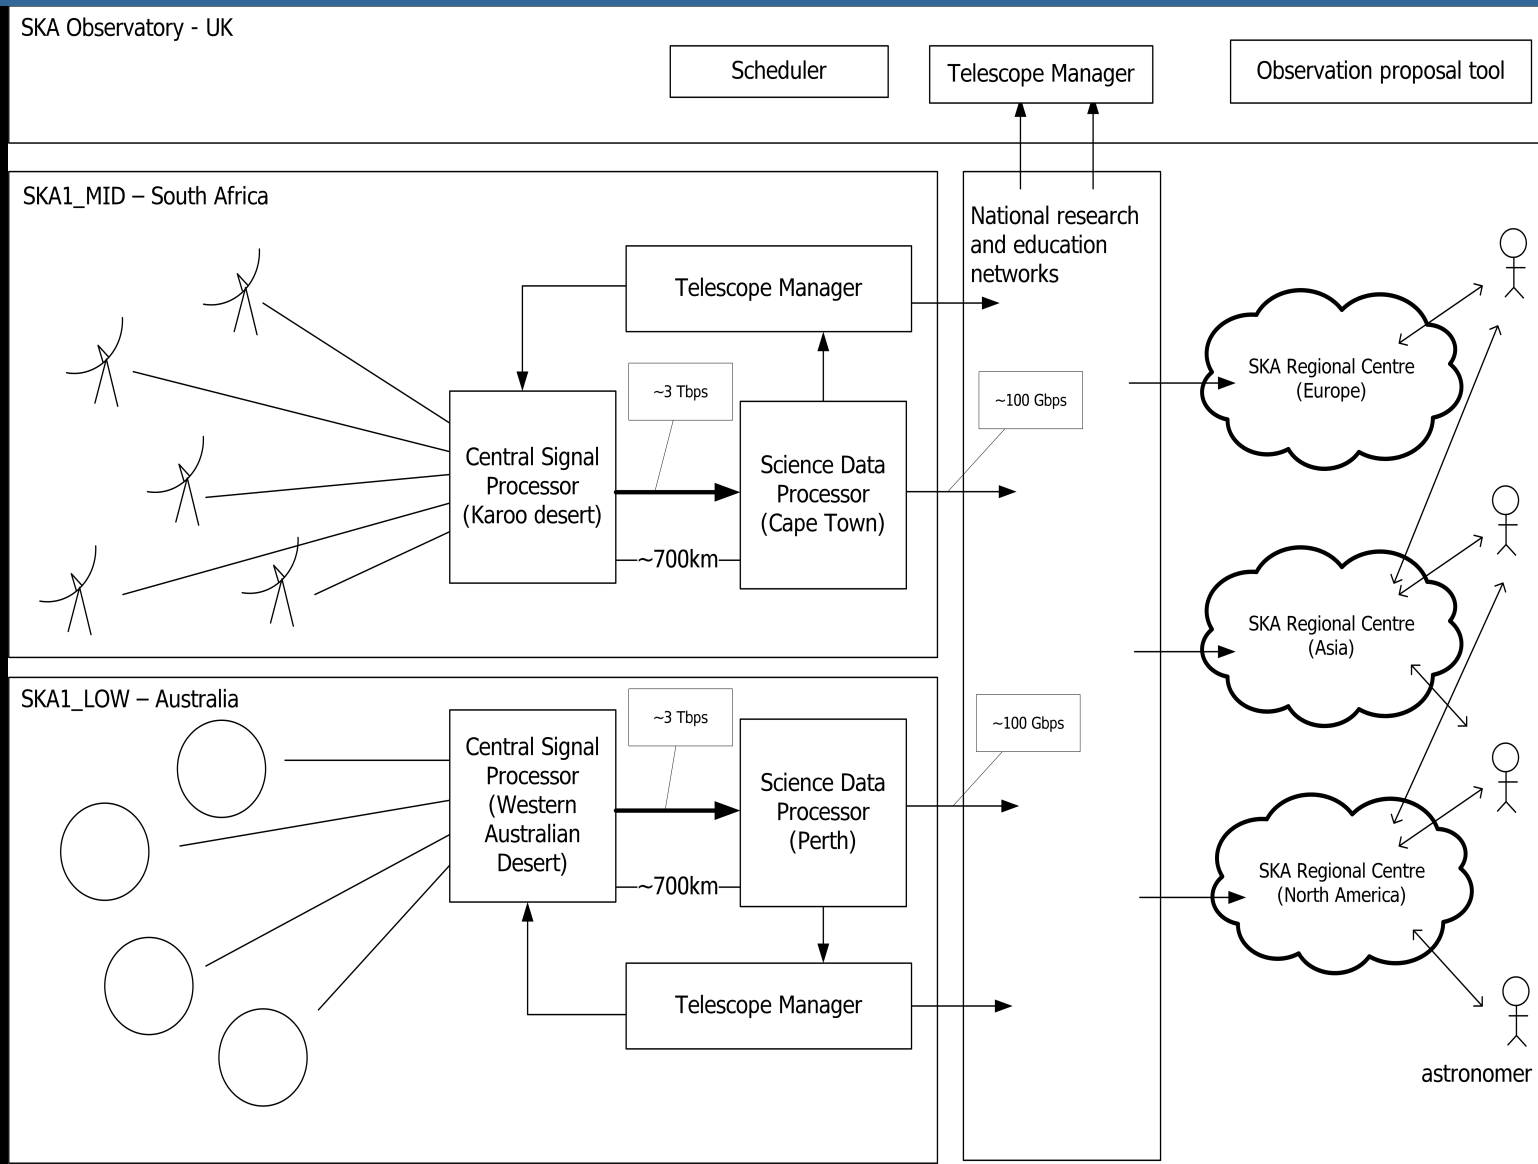 SKA Observatory - UK
Scheduler
Telescope Manager
Observation proposal tool
SKA1_MID – South Africa
Telescope Manager
~3 Tbps
Central Signal
Processor
(Karoo desert)
Science Data
Processor
(Cape Town)
~700km
National research
and education
networks
~100 Gbps
SKA Regional Centre
(Europe)
SKA Regional Centre
(Asia)
SKA1_LOW – Australia
~3 Tbps
Central Signal
Processor
(Western
Australian
Desert)
Science Data
Processor
(Perth)
~700km
Telescope Manager
~100 Gbps
SKA Regional Centre
(North America)
astronomer